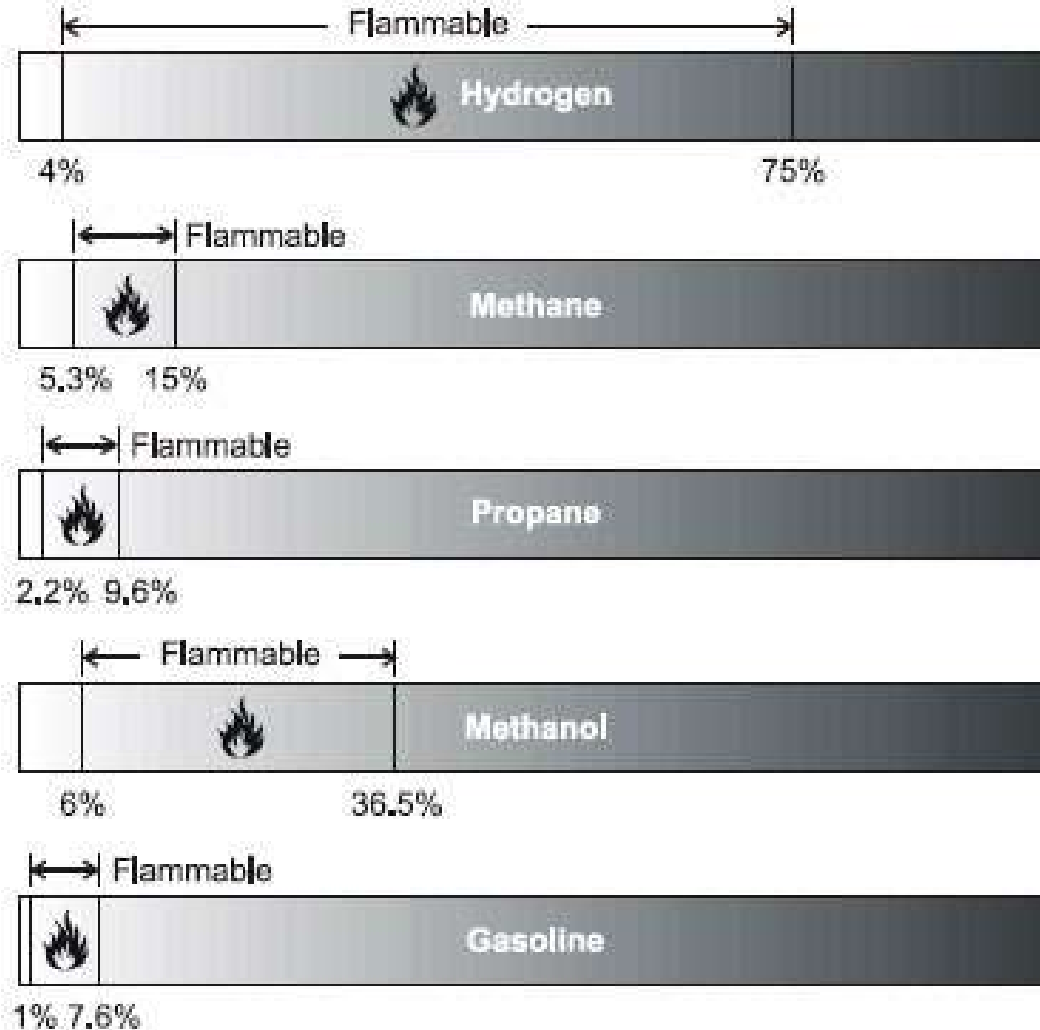 Flammable
Hydrogen
4% 75%
Flammable
Methane
5.3% 15%
Flammable
Propane
2.2% 9.6%
Flammable
Methanol
6% 36.5%
Flammable
Gasoline
1% 7.6%